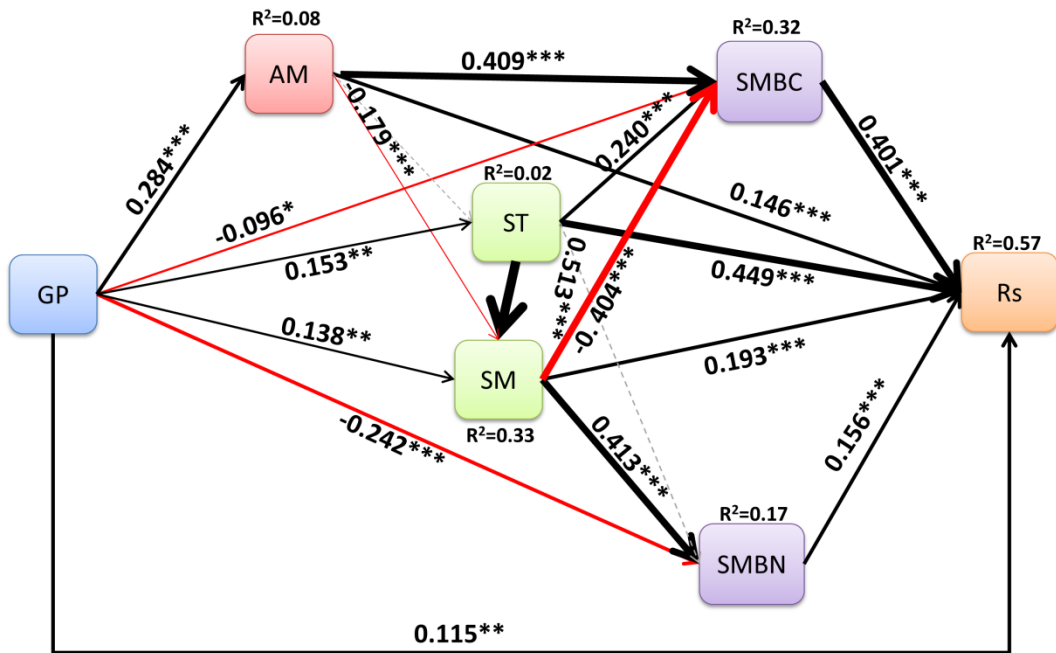 R²=0.08
R²=0.32
AM
0.409***
SMBC
-0.179***
0.240***
0.284***
R²=0.02
0.401***
ST
0.146***
-0.096*
R²=0.57
0.153**
0.513***
-0.404***
0.449***
GP
Rs
0.138**
SM
0.193***
R²=0.33
-0.242***
0.413***
0.156***
R²=0.17
SMBN
0.115**